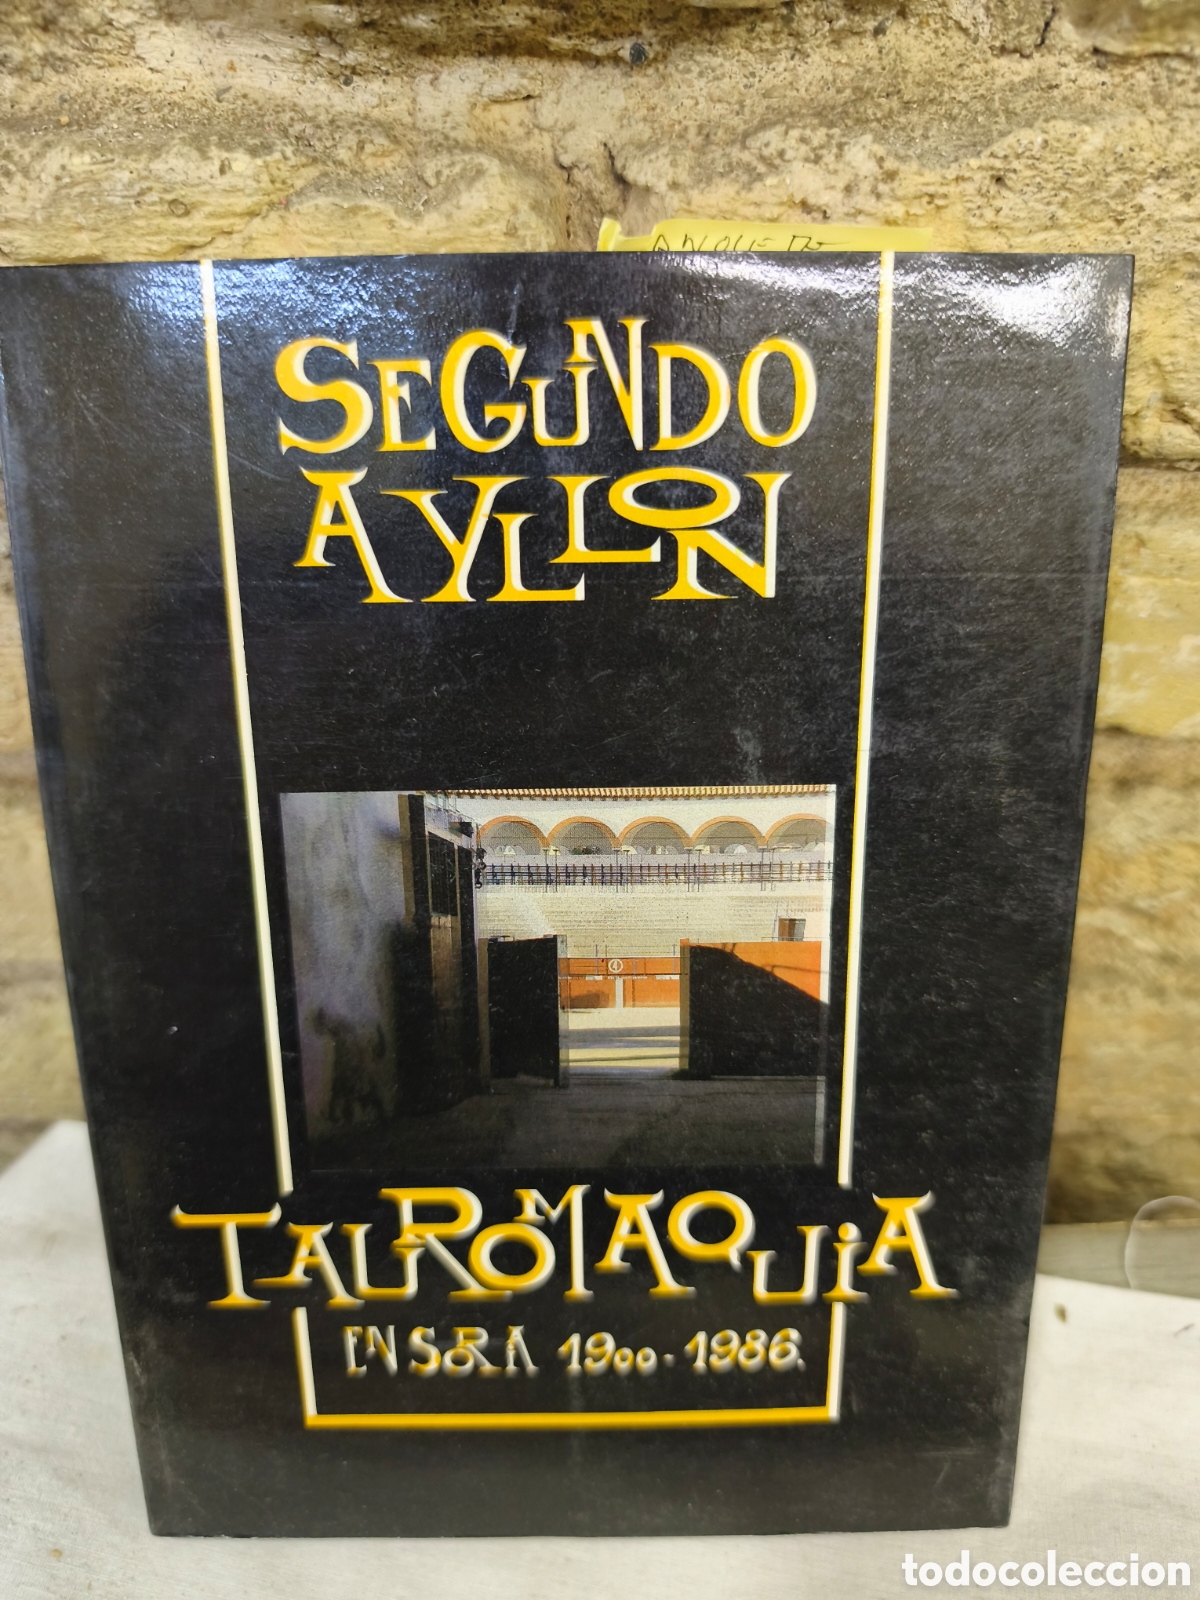 SEGUNDO
AYLLON
TAUROMAQUiA
EN SORiA 1900-1986.
todocoleccion